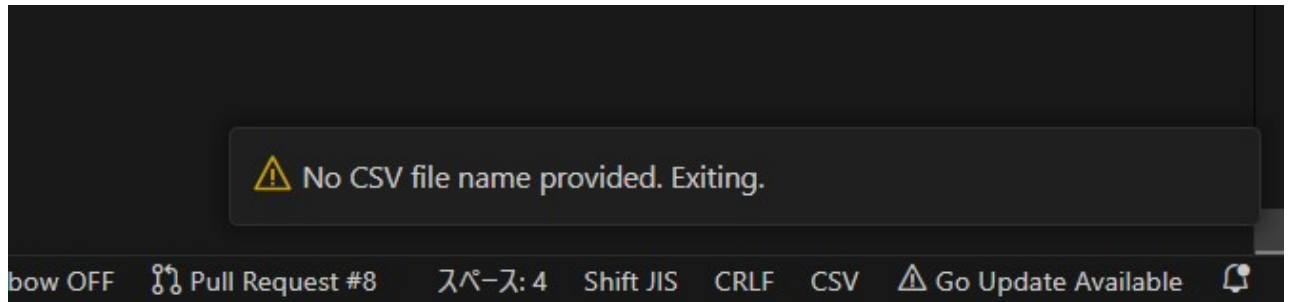 No CSV file name provided. Exiting.
bow OFF Pull Request #8 スペース: 4 Shift JIS CRLF CSV Go Update Available